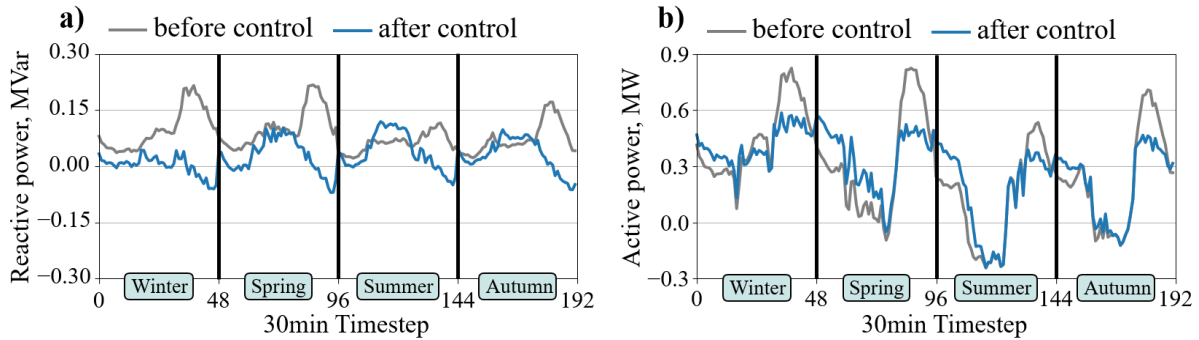 a)
before control after control
Reactive power, MVar
0.30
0.15
0.00
−0.15
−0.30
Winter Spring Summer Autumn
0 48 96 144 192
30min Timestep
b)
before control after control
Active power, MW
0.9
0.6
0.3
0.0
−0.3
Winter Spring Summer Autumn
0 48 96 144 192
30min Timestep